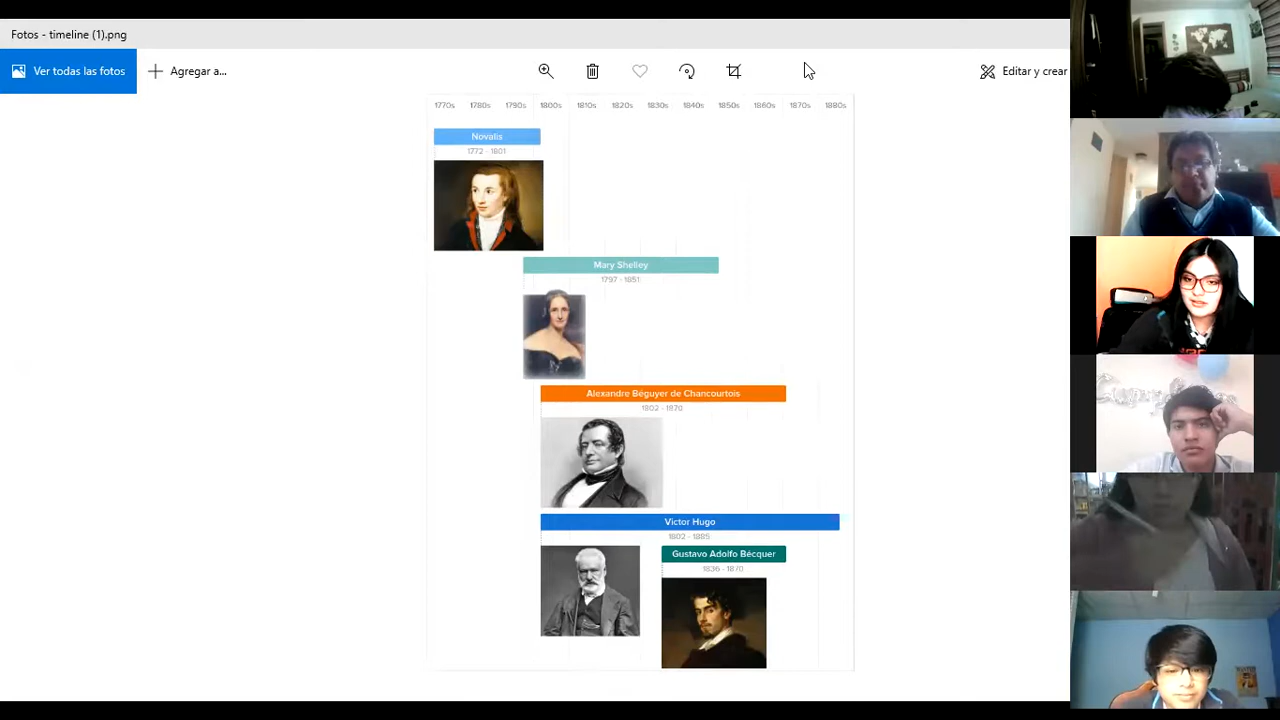 Fotos - timeline (1).png
Ver todas las fotos
Agregar a...
Editar y crear
1770s 1780s 1790s 1800s 1810s 1820s 1830s 1840s 1850s 1860s 1870s 1880s
Novalis
1772 - 1801
Mary Shelley
1797 - 1851
Alexandre Béguyer de Chancourtois
1802 - 1870
Victor Hugo
1802 - 1885
Gustavo Adolfo Bécquer
1836 - 1870